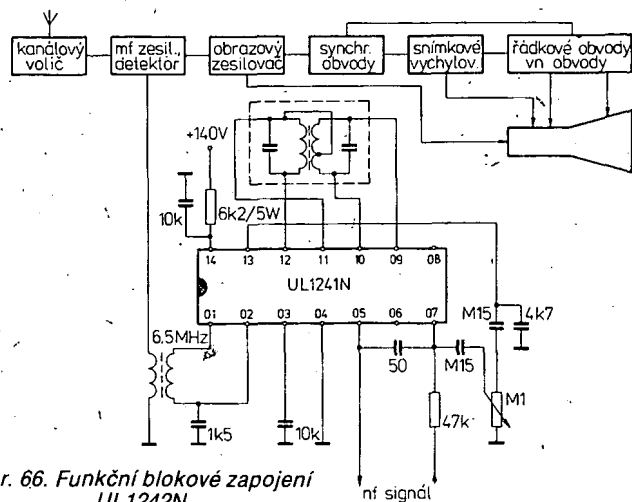 kanálový
volič
mf zesil.,
detektor
obrazový
zesilovač
synchr.
obvody
snímkové
vychylov.
řádkové obvody
vn obvody
+140V
10k
6k2/5W
14 13 12 11 10 09 08
UL1241N
01 02 03 04 05 06 07
6,5MHz
1k5
10k
50
M15
47k
M15
4k7
M1
nf signál
r. 66. Funkční blokové zapojení
UL1242N